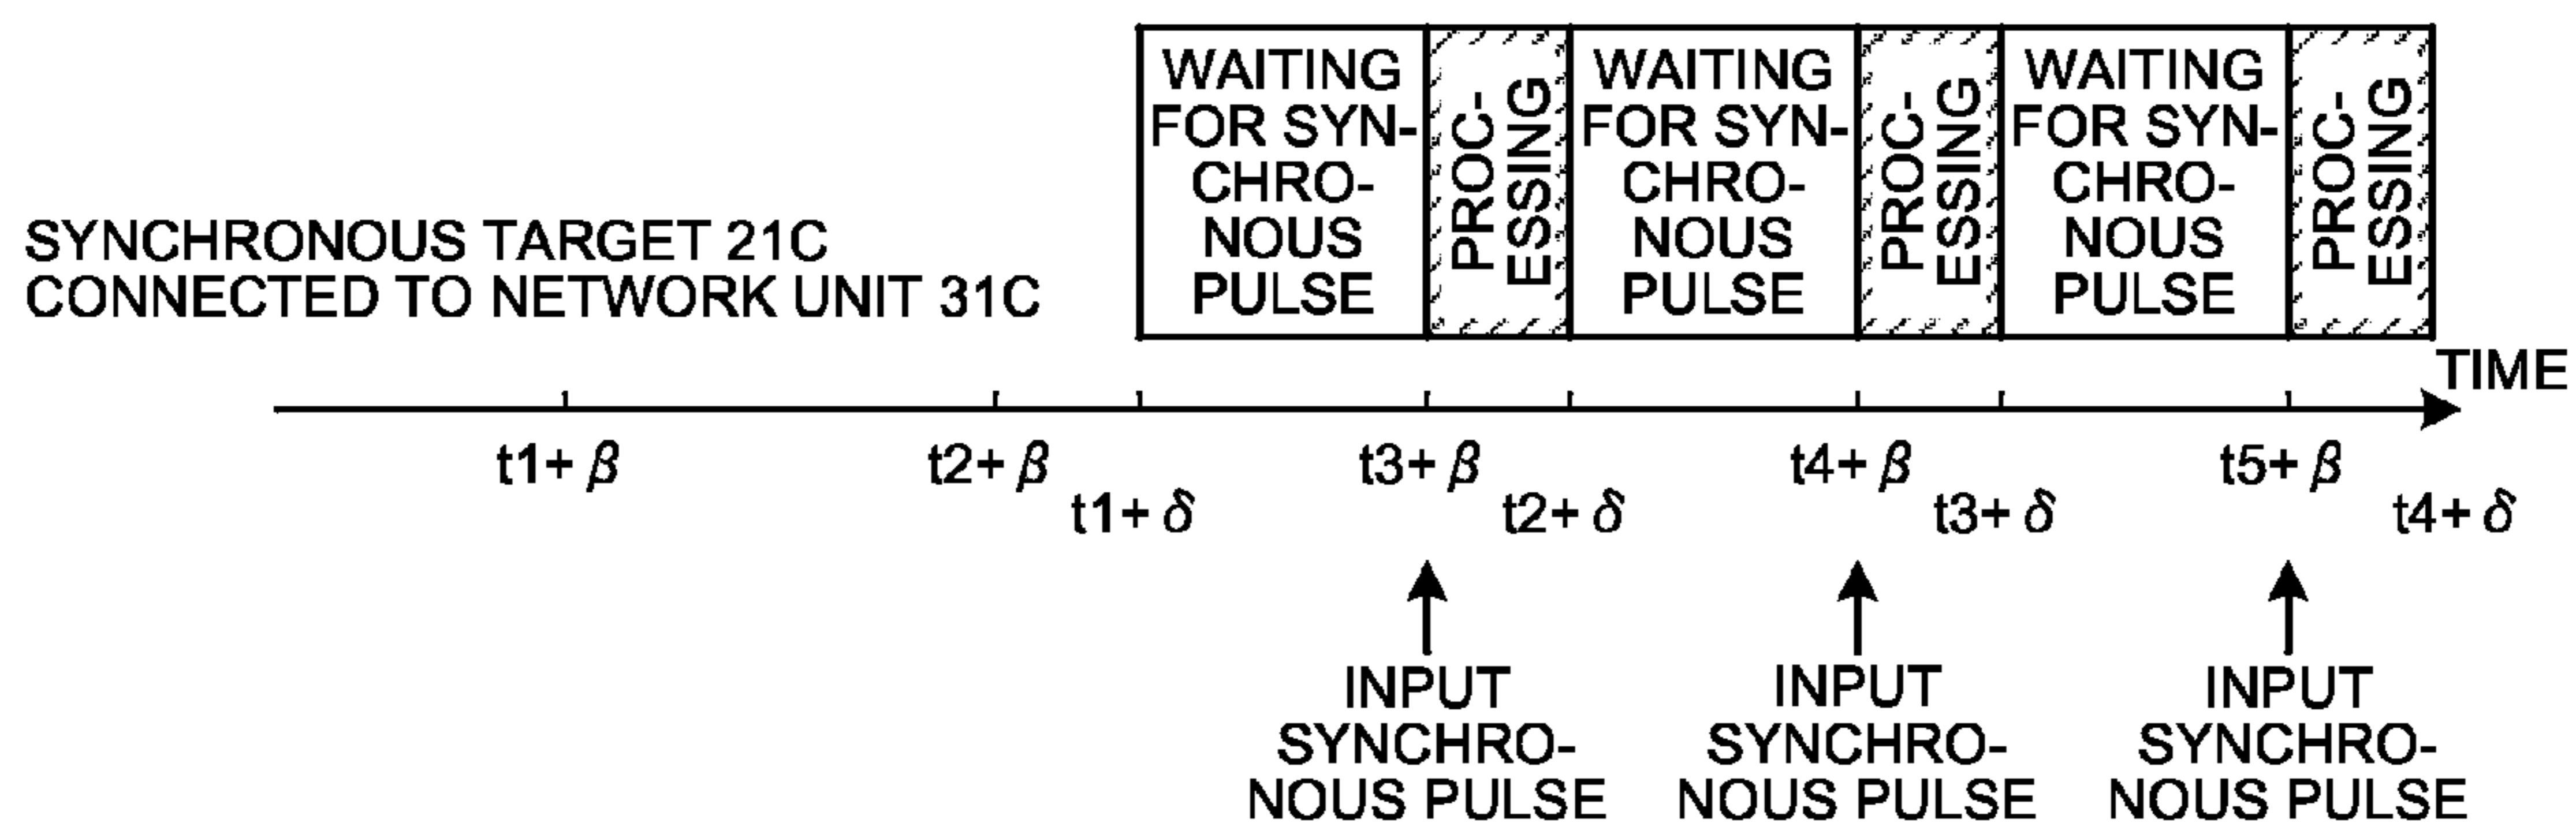 WAITING
FOR SYN-
CHRO-
NOUS
PULSE
PROC-
ESSING
WAITING
FOR SYN-
CHRO-
NOUS
PULSE
PROC-
ESSING
WAITING
FOR SYN-
CHRO-
NOUS
PULSE
PROC-
ESSING
SYNCHRONOUS TARGET 21C
CONNECTED TO NETWORK UNIT 31C
TIME
t1+β
t2+β
t3+β
t4+β
t5+β
t1+δ
t2+δ
t3+δ
t4+δ
INPUT
SYNCHRO-
NOUS PULSE
INPUT
SYNCHRO-
NOUS PULSE
INPUT
SYNCHRO-
NOUS PULSE